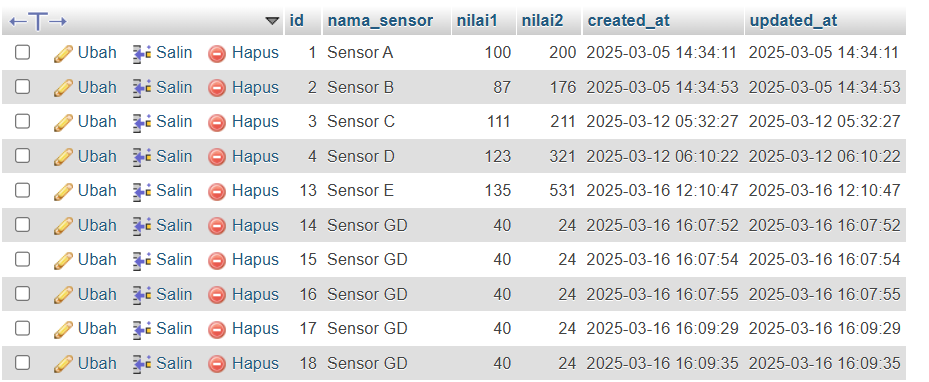 id nama_sensor nilai1 nilai2 created_at updated_at
Ubah Salin Hapus 1 Sensor A 100 200 2025-03-05 14:34:11 2025-03-05 14:34:11
Ubah Salin Hapus 2 Sensor B 87 176 2025-03-05 14:34:53 2025-03-05 14:34:53
Ubah Salin Hapus 3 Sensor C 111 211 2025-03-12 05:32:27 2025-03-12 05:32:27
Ubah Salin Hapus 4 Sensor D 123 321 2025-03-12 06:10:22 2025-03-12 06:10:22
Ubah Salin Hapus 13 Sensor E 135 531 2025-03-16 12:10:47 2025-03-16 12:10:47
Ubah Salin Hapus 14 Sensor GD 40 24 2025-03-16 16:07:52 2025-03-16 16:07:52
Ubah Salin Hapus 15 Sensor GD 40 24 2025-03-16 16:07:54 2025-03-16 16:07:54
Ubah Salin Hapus 16 Sensor GD 40 24 2025-03-16 16:07:55 2025-03-16 16:07:55
Ubah Salin Hapus 17 Sensor GD 40 24 2025-03-16 16:09:29 2025-03-16 16:09:29
Ubah Salin Hapus 18 Sensor GD 40 24 2025-03-16 16:09:35 2025-03-16 16:09:35